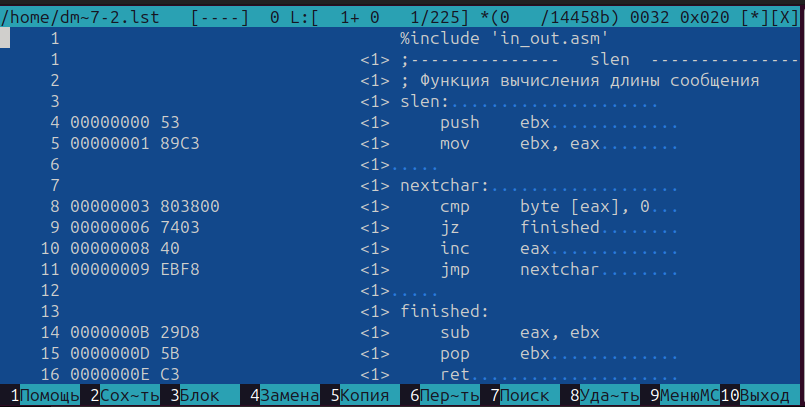 /home/dm~7-2.lst   [----]  0 L:[  1+ 0   1/225] *(0   /14458b) 0032 0x020 [*][X]
     1                                  %include 'in_out.asm'
     1                              <1> ;---------------   slen  ---------------
     2                              <1> ; Функция вычисления длины сообщения
     3                              <1> slen:.....................
     4 00000000 53                  <1>     push    ebx.............
     5 00000001 89C3                <1>     mov     ebx, eax........
     6                              <1>.....
     7                              <1> nextchar:...................
     8 00000003 803800              <1>     cmp     byte [eax], 0...
     9 00000006 7403                <1>     jz      finished........
    10 00000008 40                  <1>     inc     eax.............
    11 00000009 EBF8                <1>     jmp     nextchar........
    12                              <1>.....
    13                              <1> finished:
    14 0000000B 29D8                <1>     sub     eax, ebx
    15 0000000D 5B                  <1>     pop     ebx.............
    16 0000000E C3                  <1>     ret.....................
 1Помощь 2Сох~ть 3Блок   4Замена 5Копия  6Пер~ть 7Поиск  8Уда~ть 9МенюМС 10Выход